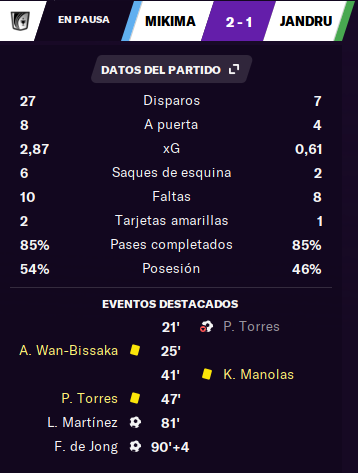 EN PAUSA MIKIMA 2 - 1 JANDRU
DATOS DEL PARTIDO
27 Disparos 7
8 A puerta 4
2,87 xG 0,61
6 Saques de esquina 2
10 Faltas 8
2 Tarjetas amarillas 1
85% Pases completados 85%
54% Posesión 46%
EVENTOS DESTACADOS
21' P. Torres
A. Wan-Bissaka 25'
41' K. Manolas
P. Torres 47'
L. Martínez 81'
F. de Jong 90'+4